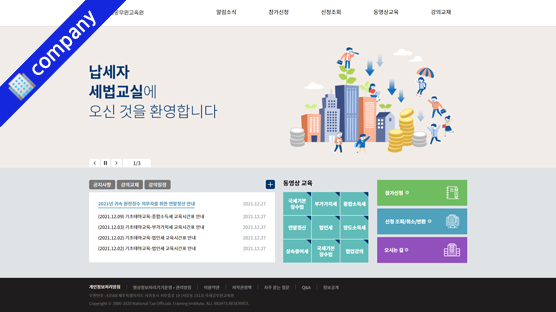 company
공무원교육원
알림소식 참가신청 신청조회 동영상교육 강의교재
납세자
세법교실에
오신 것을 환영합니다
1/3
공지사항 강의교재 강의일정
2021년 귀속 원천징수 의무자를 위한 연말정산 안내 2021.12.27
(2021.12.09) 기초테마교육-종합소득세 교육시간표 안내 2021.12.27
(2021.12.03) 기초테마교육-부가가치세 교육시간표 안내 2021.12.27
(2021.12.02) 기초테마교육-법인세 교육시간표 안내 2021.12.27
(2021.12.02) 기초테마교육-법인세 교육시간표 안내 2021.12.27
동영상 교육
국세기본 징수법 부가가치세 종합소득세
연말정산 법인세 양도소득세
상속증여세 국세기본 징수법 현업강의
참가신청
신청 조회/취소/변환
오시는 길
개인정보처리방침 영상정보처리기기운영·관리방침 이용약관 저작권정책 자주 묻는 질문 Q&A 정보공개
Copyright © 2000-2020 National Tax Officials Training Institute. ALL RIGHTS RESERVED.